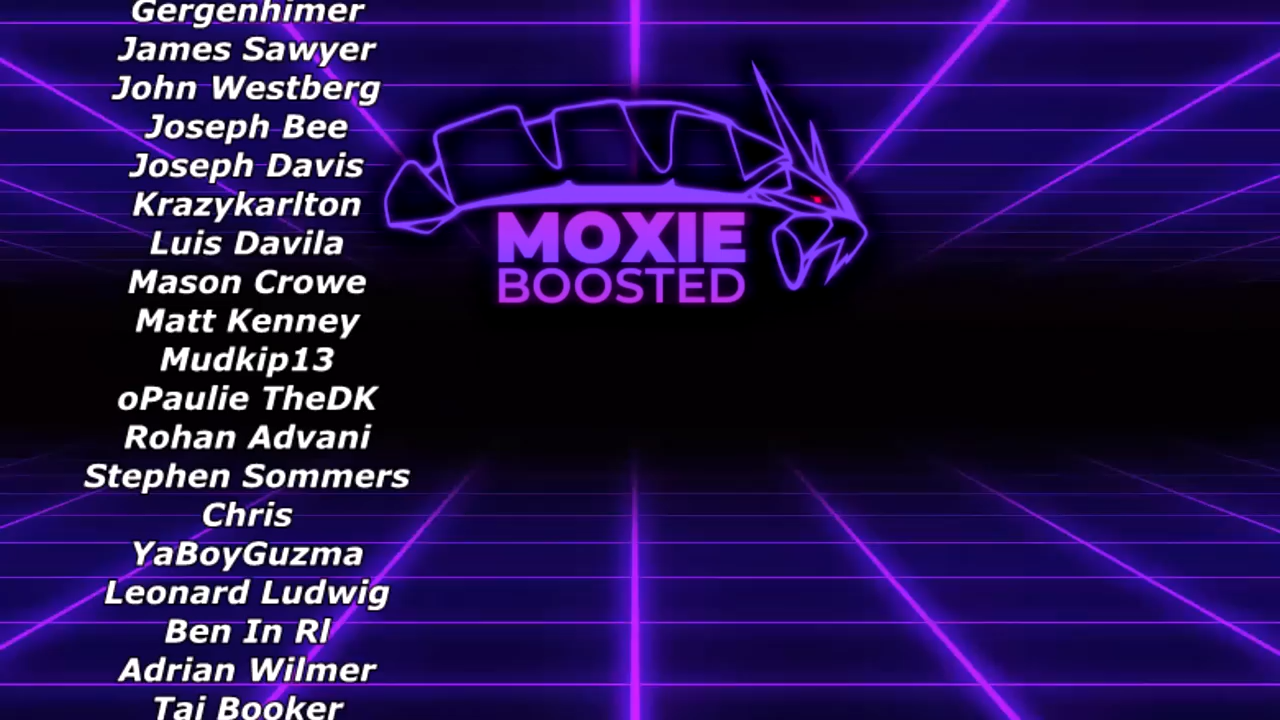 Gergenhimer
James Sawyer
John Westberg
Joseph Bee
Joseph Davis
Krazykarlton
Luis Davila
Mason Crowe
Matt Kenney
Mudkip13
oPaulie TheDK
Rohan Advani
Stephen Sommers
Chris
YaBoyGuzma
Leonard Ludwig
Ben In Rl
Adrian Wilmer
Tai Booker
MOXIE
BOOSTED